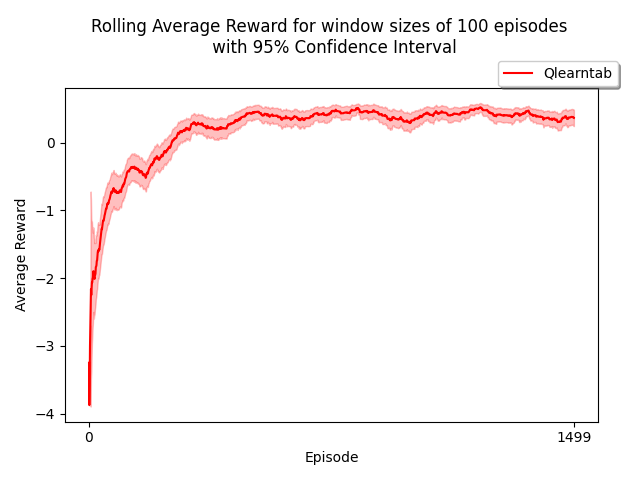 Rolling Average Reward for window sizes of 100 episodes
with 95% Confidence Interval
Qlearntab
0
−1
−2
−3
−4
Average Reward
0
1499
Episode